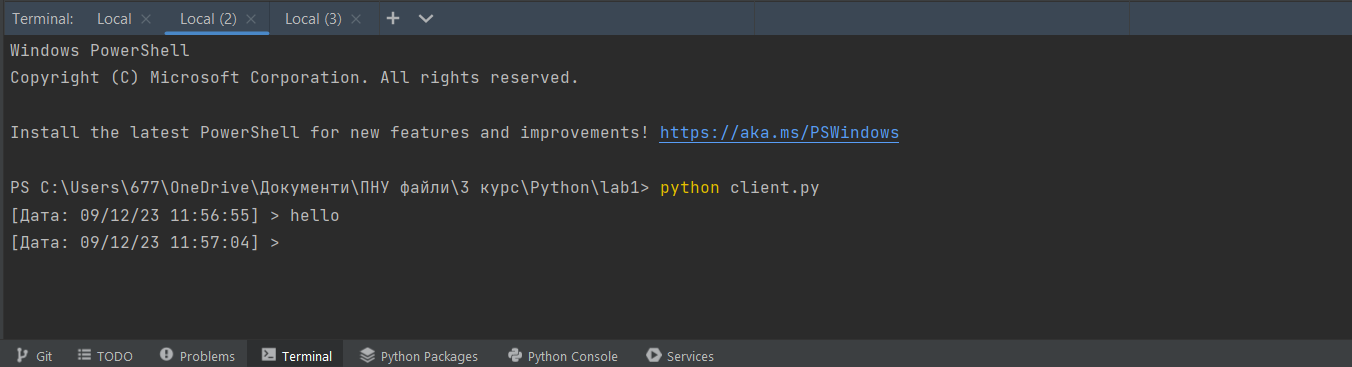 Terminal: Local Local (2) Local (3)
Windows PowerShell
Copyright (C) Microsoft Corporation. All rights reserved.
Install the latest PowerShell for new features and improvements! https://aka.ms/PSWindows
PS C:\Users\677\OneDrive\Документи\ПНУ файли\3 курс\Python\lab1> python client.py
[Дата: 09/12/23 11:56:55] > hello
[Дата: 09/12/23 11:57:04] >
Git TODO Problems Terminal Python Packages Python Console Services